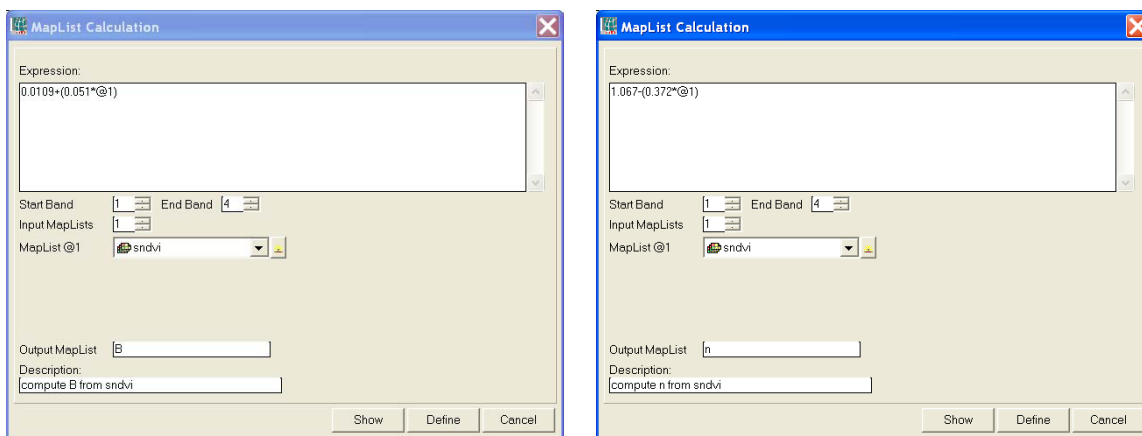 MapList Calculation
Expression:
0.0109+(0.051*@1)
Start Band 1 End Band 4
Input MapLists 1
MapList @1 sndvi
Output MapList B
Description:
compute B from sndvi
Show Define Cancel
MapList Calculation
Expression:
1.067-(0.372*@1)
Start Band 1 End Band 4
Input MapLists 1
MapList @1 sndvi
Output MapList n
Description:
compute n from sndvi
Show Define Cancel